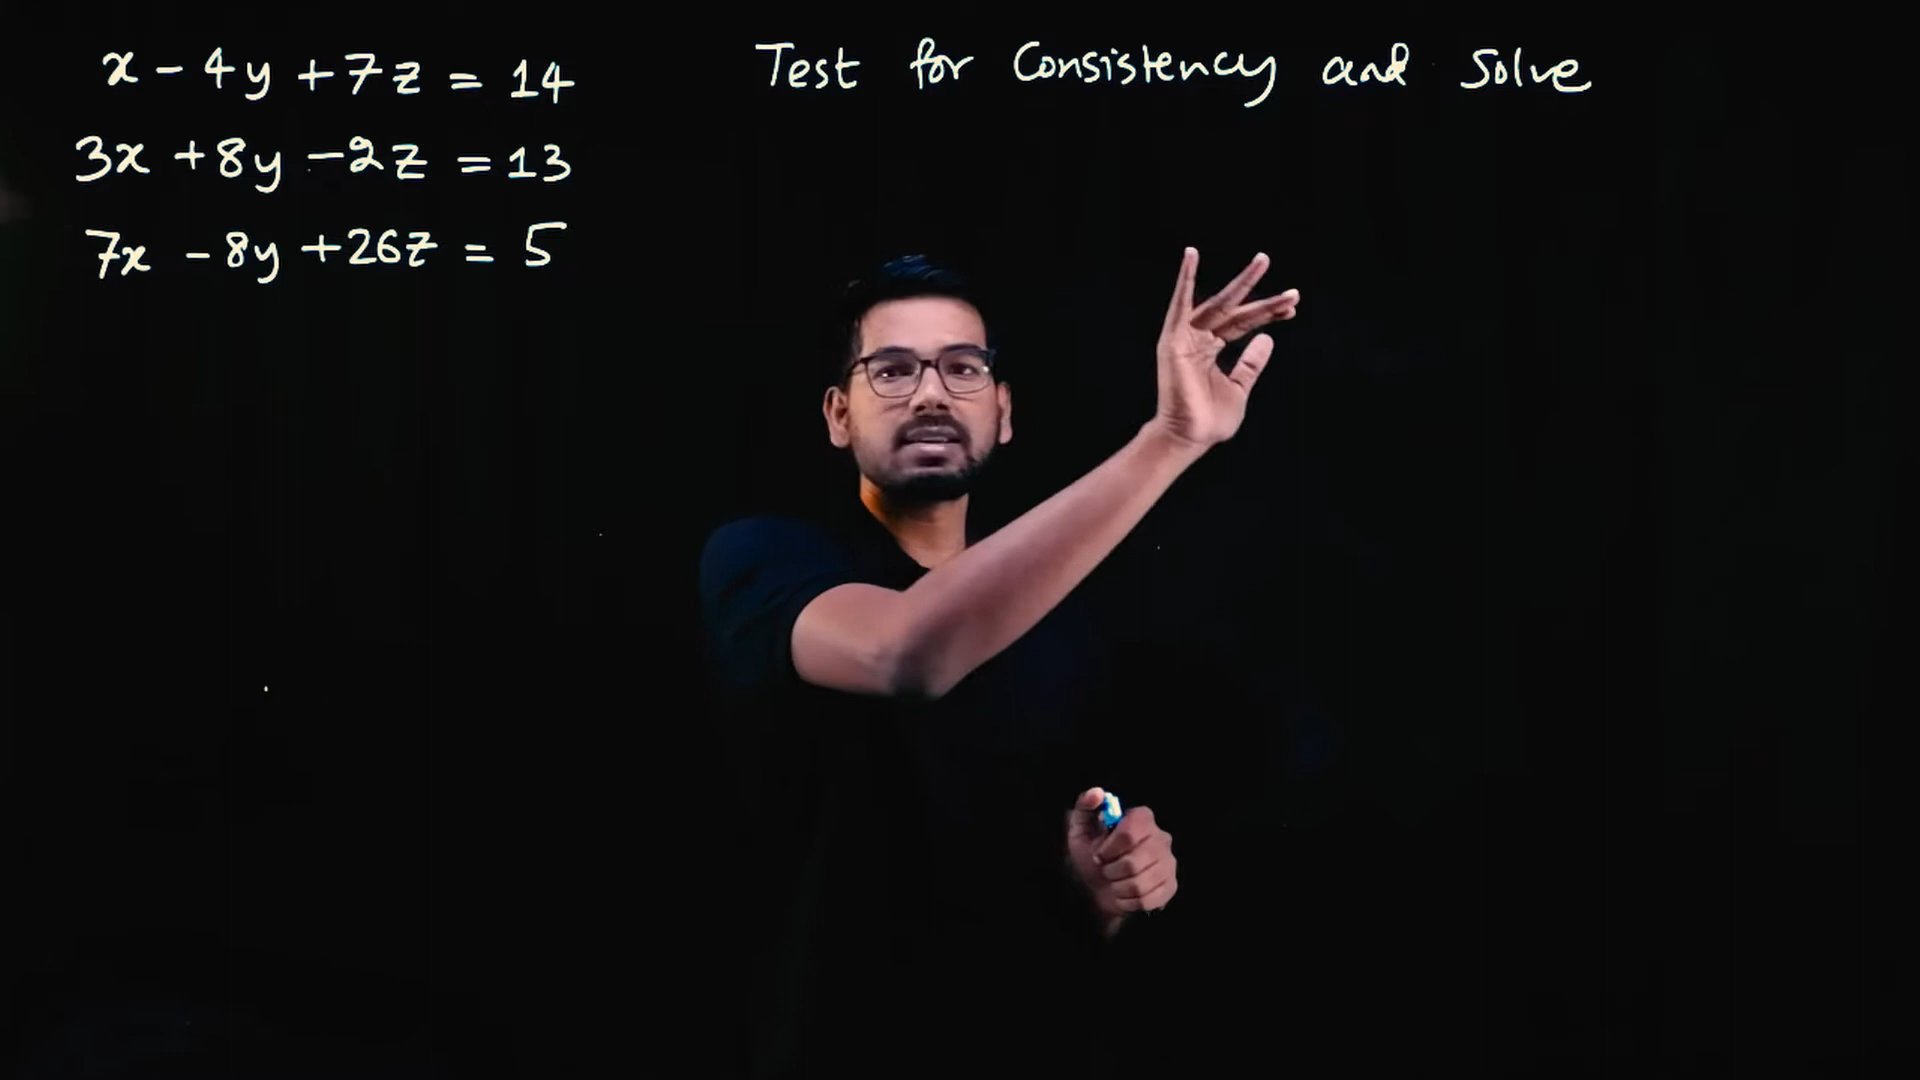 x - 4y + 7z = 14
3x + 8y - 2z = 13
7x - 8y + 26z = 5
Test for Consistency and Solve